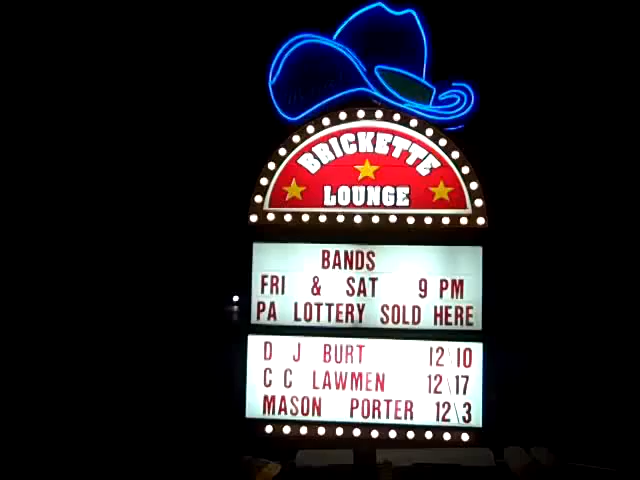 BRICKETTE
LOUNGE
BANDS
FRI & SAT 9 PM
PA LOTTERY SOLD HERE
D J BURT 12\10
C C LAWMEN 12\17
MASON PORTER 12\3